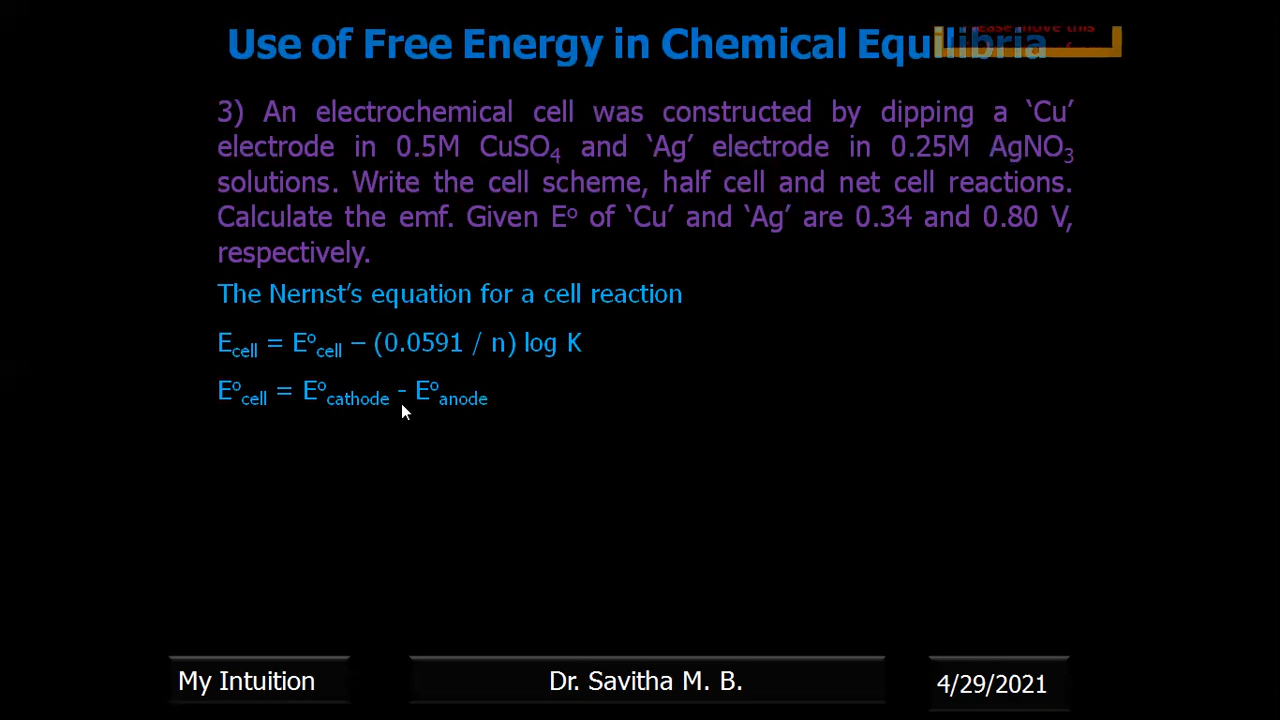 Use of Free Energy in Chemical Equilibria
move this
3) An electrochemical cell was constructed by dipping a ‘Cu’
electrode in 0.5M CuSO₄ and ‘Ag’ electrode in 0.25M AgNO₃
solutions. Write the cell scheme, half cell and net cell reactions.
Calculate the emf. Given Eº of ‘Cu’ and ‘Ag’ are 0.34 and 0.80 V,
respectively.
The Nernst’s equation for a cell reaction
Ecell = Eºcell – (0.0591 / n) log K
Eºcell = Eºcathode - Eºanode
My Intuition
Dr. Savitha M. B.
4/29/2021